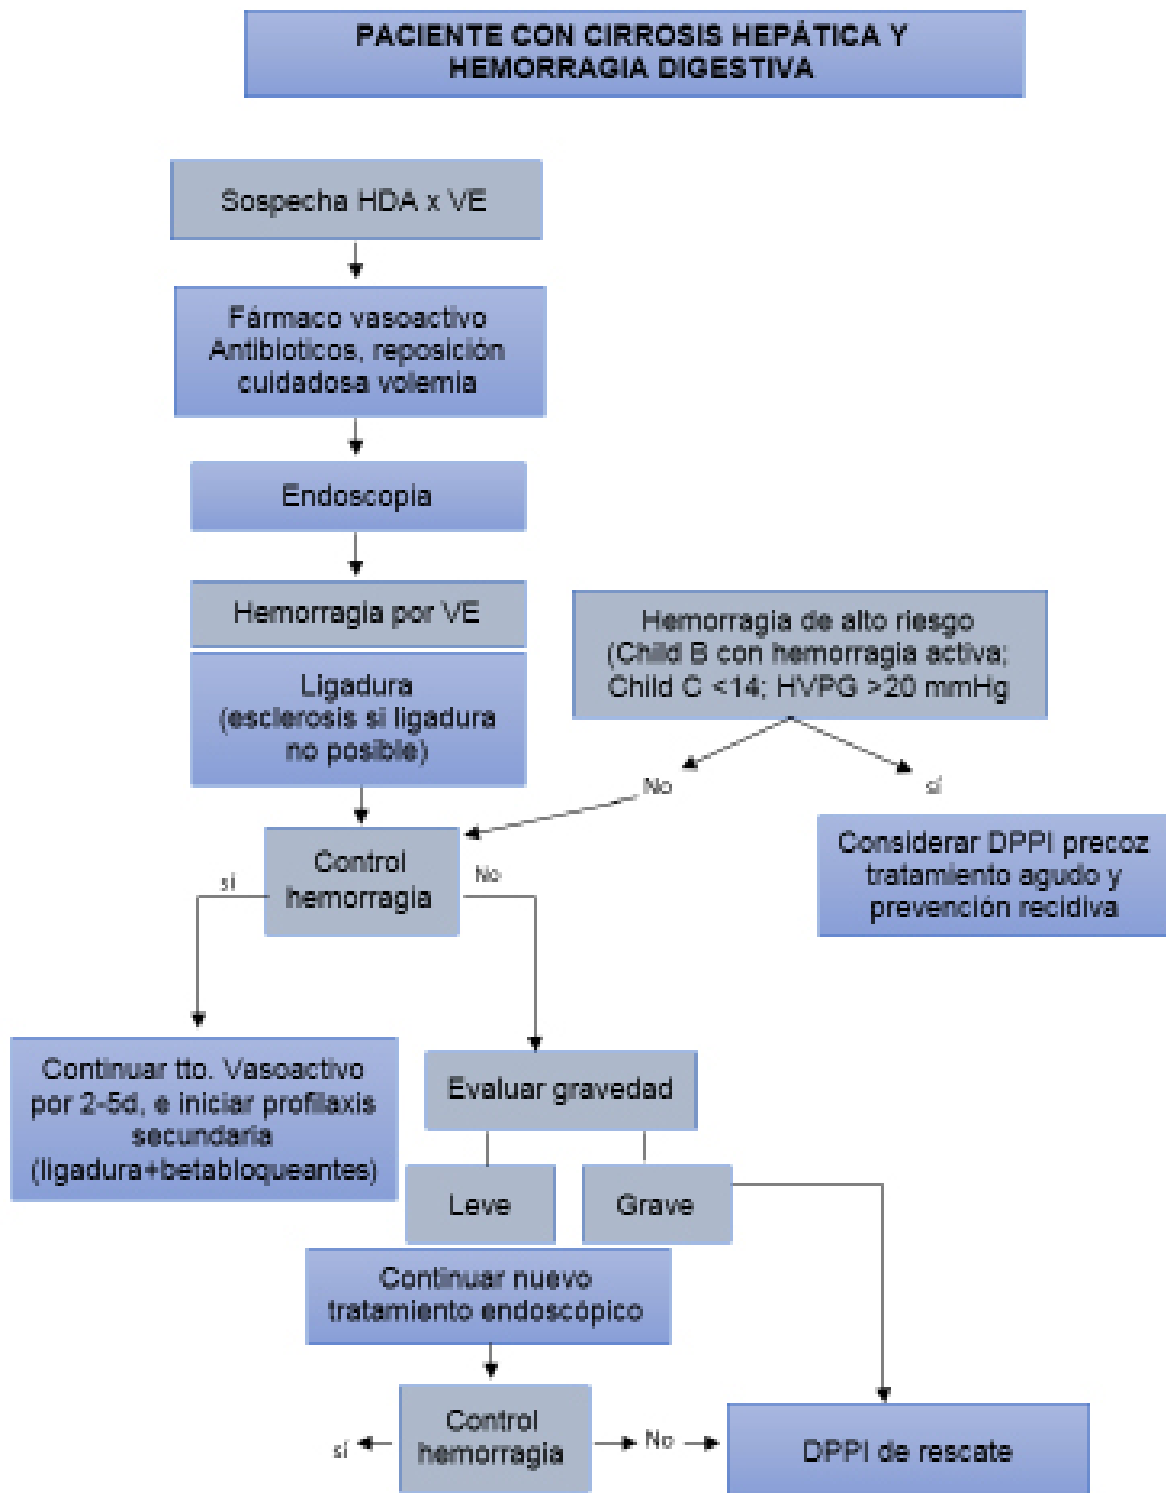 PACIENTE CON CIRROSIS HEPÁTICA Y
HEMORRAGIA DIGESTIVA
Sospecha HDA x VE
Fármaco vasoactivo
Antibioticos, reposición
cuidadosa volemia
Endoscopia
Hemorragia por VE
Ligadura
(esclerosis si ligadura
no posible)
Hemorragia de alto riesgo
(Child B con hemorragia activa;
Child C <14; HVPG >20 mmHg
No
sí
Considerar DPPI precoz
tratamiento agudo y
prevención recidiva
Control
hemorragia
sí
No
Continuar tto. Vasoactivo
por 2-5d, e iniciar profilaxis
secundaria
(ligadura+betabloqueantes)
Evaluar gravedad
Leve
Grave
Continuar nuevo
tratamiento endoscópico
Control
hemorragia
sí
No
DPPI de rescate